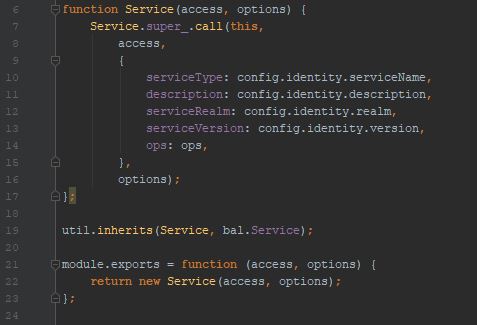 6 function Service(access, options) {
7     Service.super_.call(this,
8         access,
9         {
10             serviceType: config.identity.serviceName,
11             description: config.identity.description,
12             serviceRealm: config.identity.realm,
13             serviceVersion: config.identity.version,
14             ops: ops,
15         },
16         options);
17 };
18
19 util.inherits(Service, bal.Service);
20
21 module.exports = function (access, options) {
22     return new Service(access, options);
23 };
24